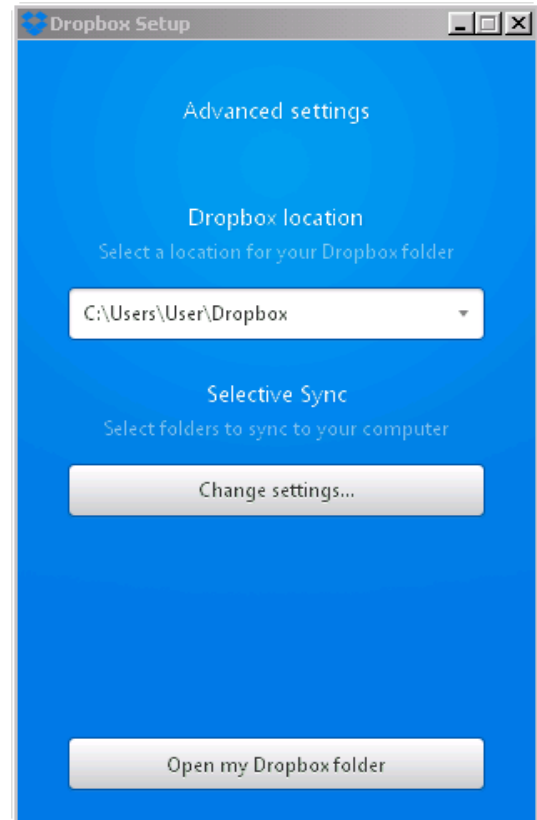 Dropbox Setup
Advanced settings
Dropbox location
Select a location for your Dropbox folder
C:\Users\User\Dropbox
Selective Sync
Select folders to sync to your computer
Change settings...
Open my Dropbox folder